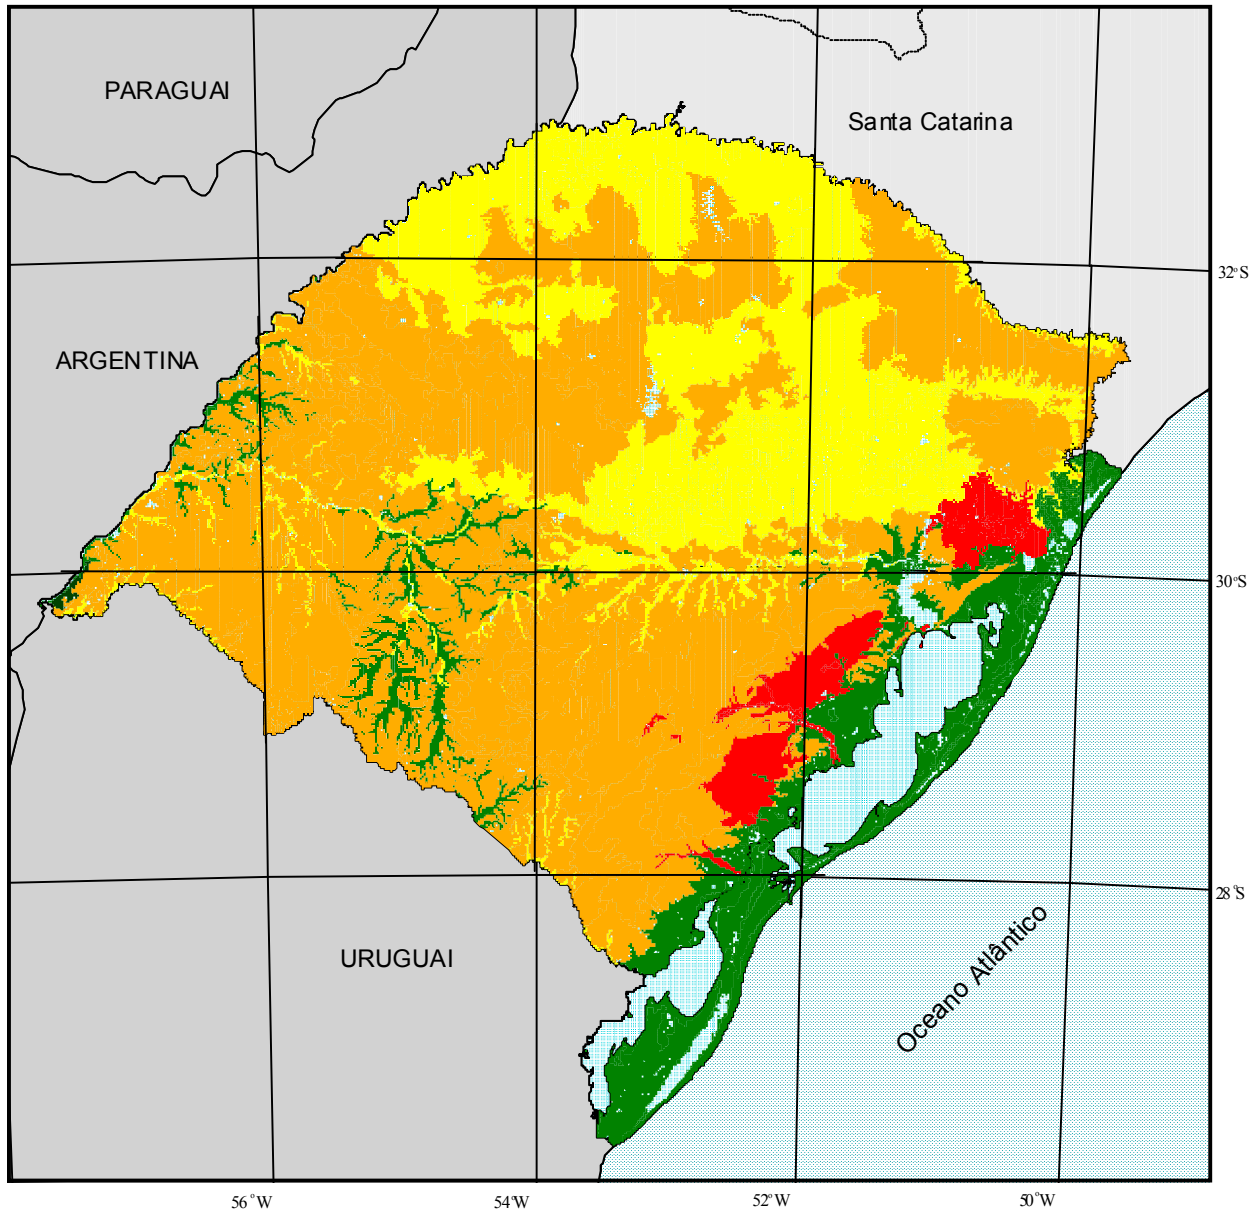 PARAGUAI
Santa Catarina
32°S
ARGENTINA
30°S
28°S
URUGUAI
Oceano Atlântico
56°W
54°W
52°W
50°W